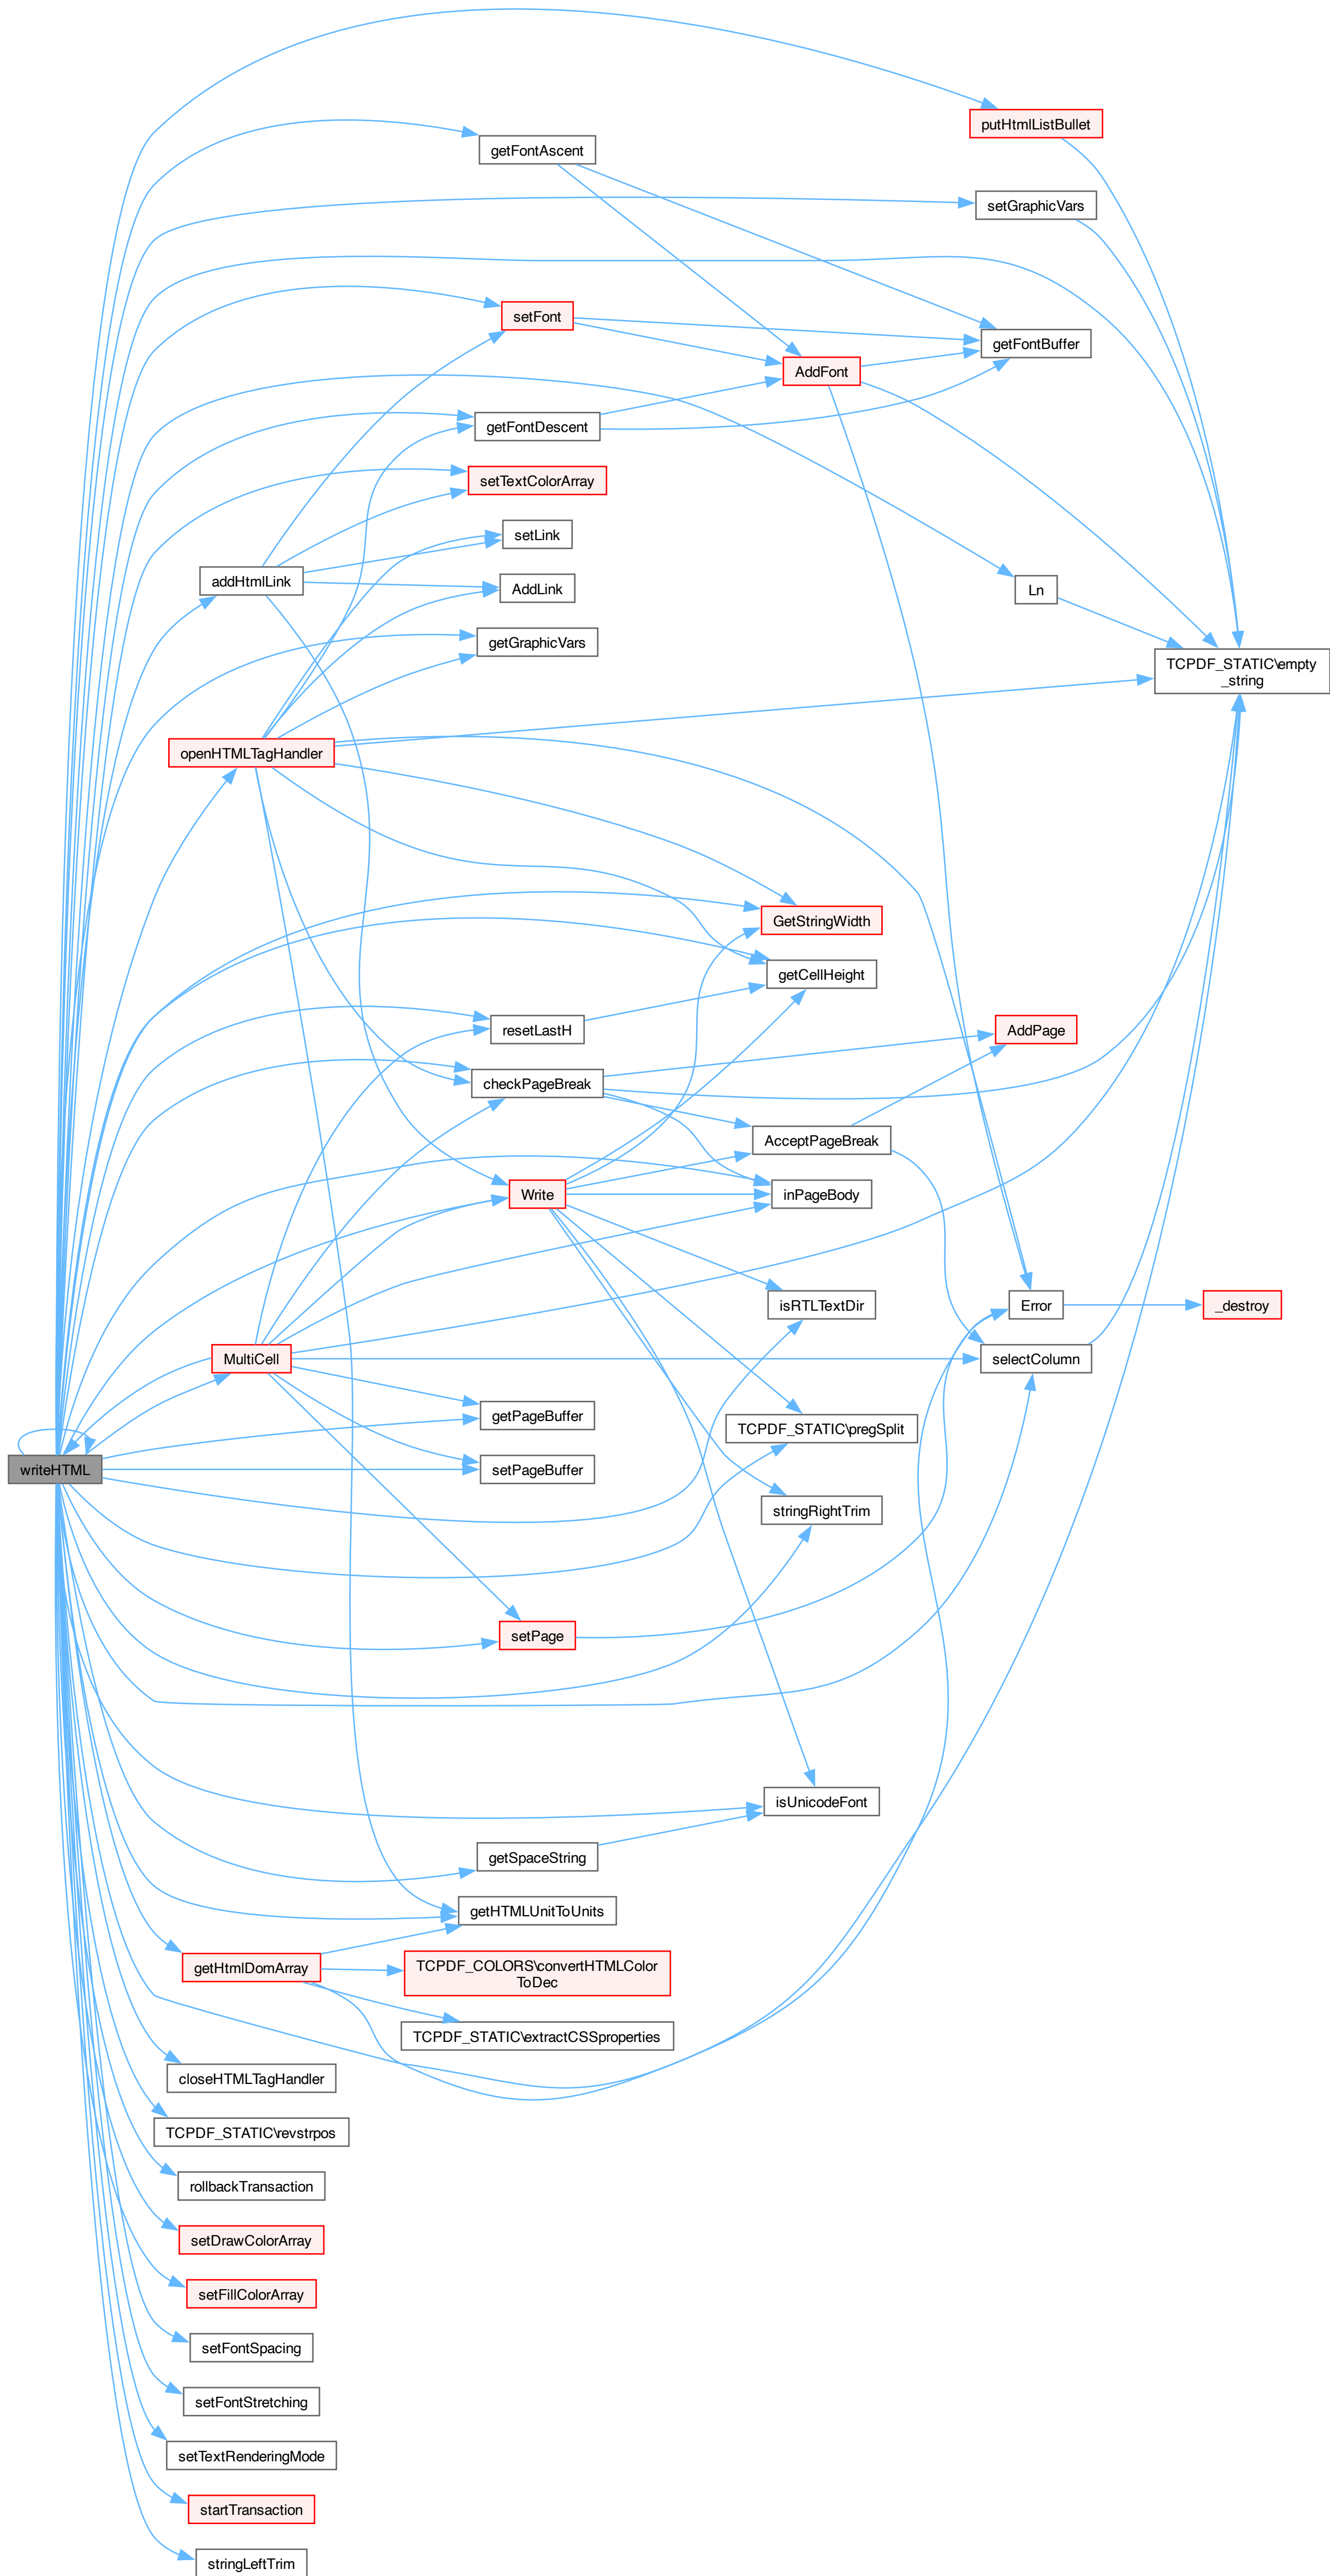 putHtmlListBullet
getFontAscent
setGraphicVars
setFont
getFontBuffer
AddFont
getFontDescent
setTextColorArray
setLink
addHtmlLink
AddLink
Ln
getGraphicVars
TCPDF_STATIC\empty
_string
openHTMLTagHandler
GetStringWidth
getCellHeight
resetLastH
AddPage
checkPageBreak
AcceptPageBreak
Write
inPageBody
isRTLTextDir
Error
_destroy
MultiCell
selectColumn
getPageBuffer
TCPDF_STATIC\pregSplit
writeHTML
setPageBuffer
stringRightTrim
setPage
isUnicodeFont
getSpaceString
getHTMLUnitToUnits
getHtmlDomArray
TCPDF_COLORS\convertHTMLColor
ToDec
TCPDF_STATIC\extractCSSproperties
closeHTMLTagHandler
TCPDF_STATIC\revstrpos
rollbackTransaction
setDrawColorArray
setFillColorArray
setFontSpacing
setFontStretching
setTextRenderingMode
startTransaction
stringLeftTrim